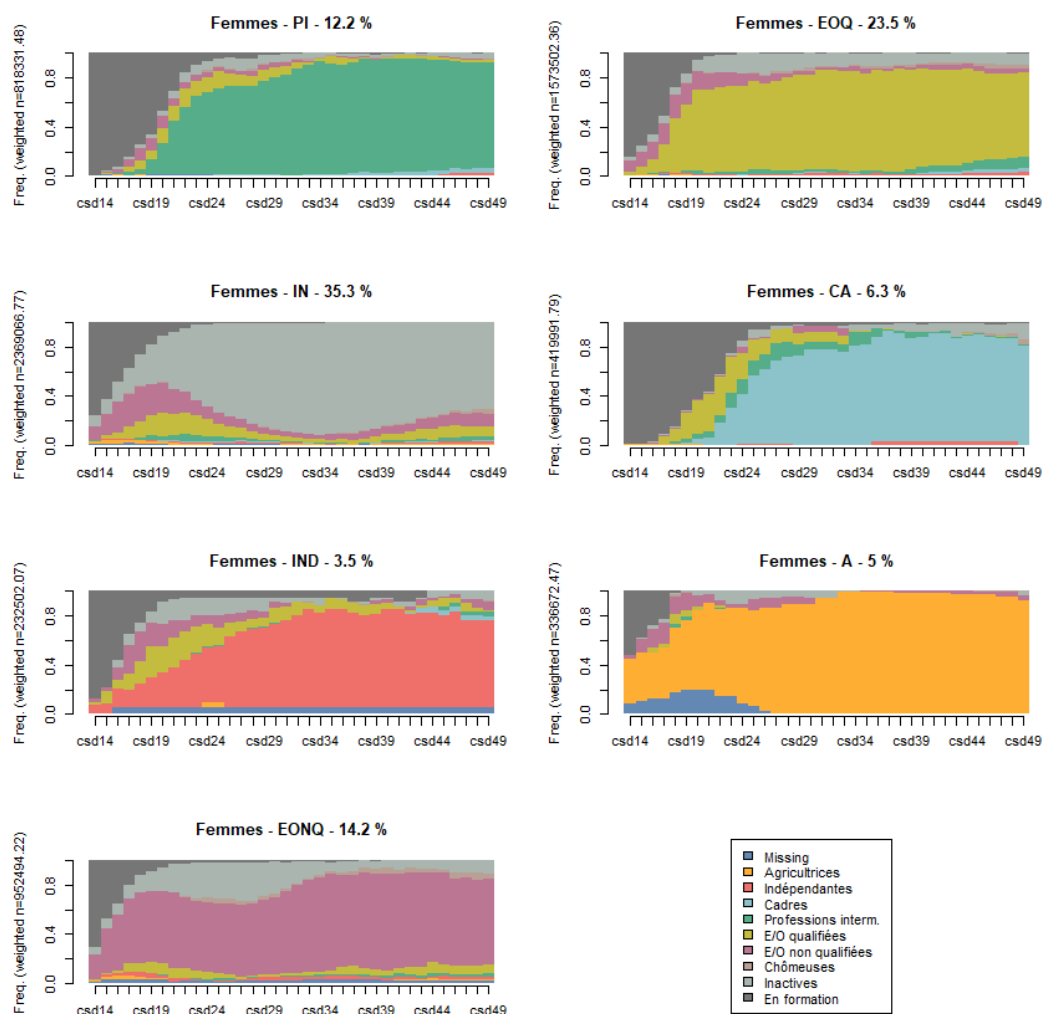 Femmes - PI - 12.2 %
Freq. (weighted n=818331.48)
0.0 0.4 0.8
csd14 csd19 csd24 csd29 csd34 csd39 csd44 csd49
Femmes - EOQ - 23.5 %
Freq. (weighted n=1573502.36)
0.0 0.4 0.8
csd14 csd19 csd24 csd29 csd34 csd39 csd44 csd49
Femmes - IN - 35.3 %
Freq. (weighted n=2369066.77)
0.0 0.4 0.8
csd14 csd19 csd24 csd29 csd34 csd39 csd44 csd49
Femmes - CA - 6.3 %
Freq. (weighted n=419991.79)
0.0 0.4 0.8
csd14 csd19 csd24 csd29 csd34 csd39 csd44 csd49
Femmes - IND - 3.5 %
Freq. (weighted n=232502.07)
0.0 0.4 0.8
csd14 csd19 csd24 csd29 csd34 csd39 csd44 csd49
Femmes - A - 5 %
Freq. (weighted n=336672.47)
0.0 0.4 0.8
csd14 csd19 csd24 csd29 csd34 csd39 csd44 csd49
Femmes - EONQ - 14.2 %
Freq. (weighted n=952494.22)
0.0 0.4 0.8
csd14 csd19 csd24 csd29 csd34 csd39 csd44 csd49
Missing
Agricultrices
Indépendantes
Cadres
Professions interm.
E/O qualifiées
E/O non qualifiées
Chômeuses
Inactives
En formation